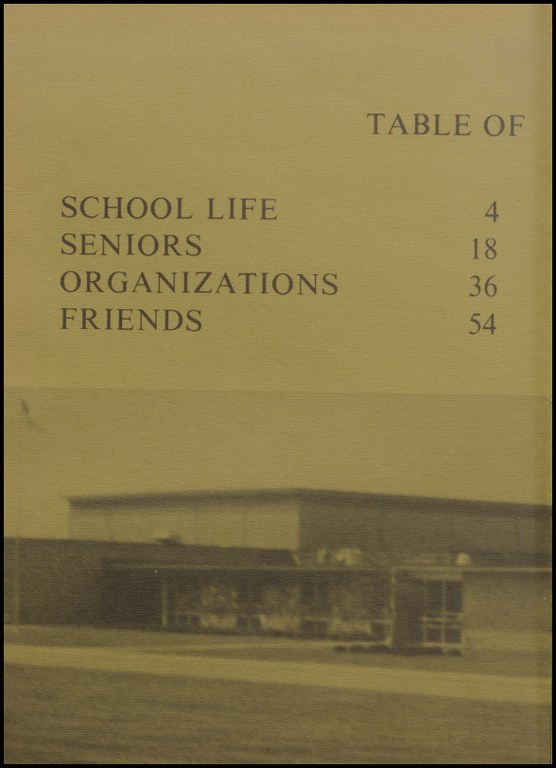 TABLE OF
SCHOOL LIFE 4
SENIORS 18
ORGANIZATIONS 36
FRIENDS 54